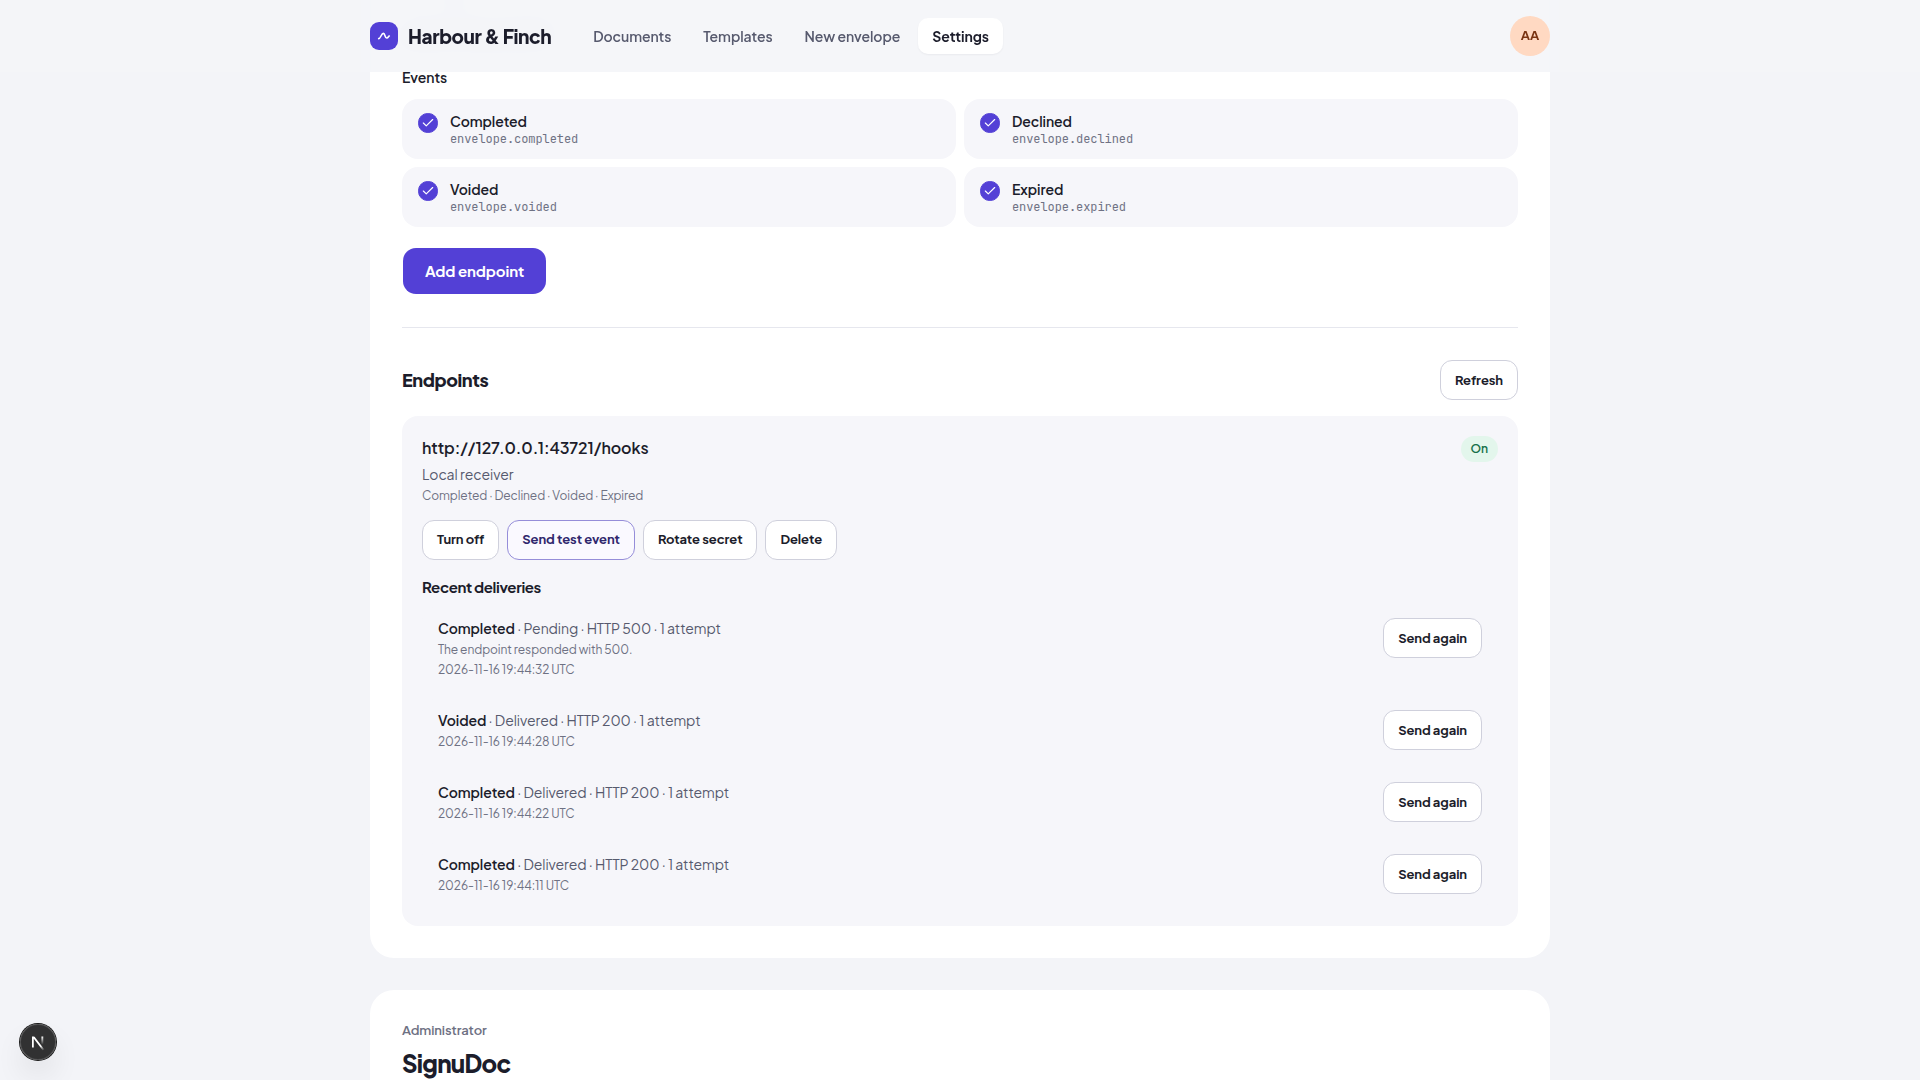 Harbour & Finch
Documents
Templates
New envelope
Settings
AA
Events
Completed
envelope.completed
Declined
envelope.declined
Voided
envelope.voided
Expired
envelope.expired
Add endpoint
Endpoints
Refresh
http://127.0.0.1:43721/hooks
On
Local receiver
Completed · Declined · Voided · Expired
Turn off
Send test event
Rotate secret
Delete
Recent deliveries
Completed · Pending · HTTP 500 · 1 attempt
Send again
The endpoint responded with 500.
2026-11-16 19:44:32 UTC
Voided · Delivered · HTTP 200 · 1 attempt
Send again
2026-11-16 19:44:28 UTC
Completed · Delivered · HTTP 200 · 1 attempt
Send again
2026-11-16 19:44:22 UTC
Completed · Delivered · HTTP 200 · 1 attempt
Send again
2026-11-16 19:44:11 UTC
N
Administrator
SignuDoc